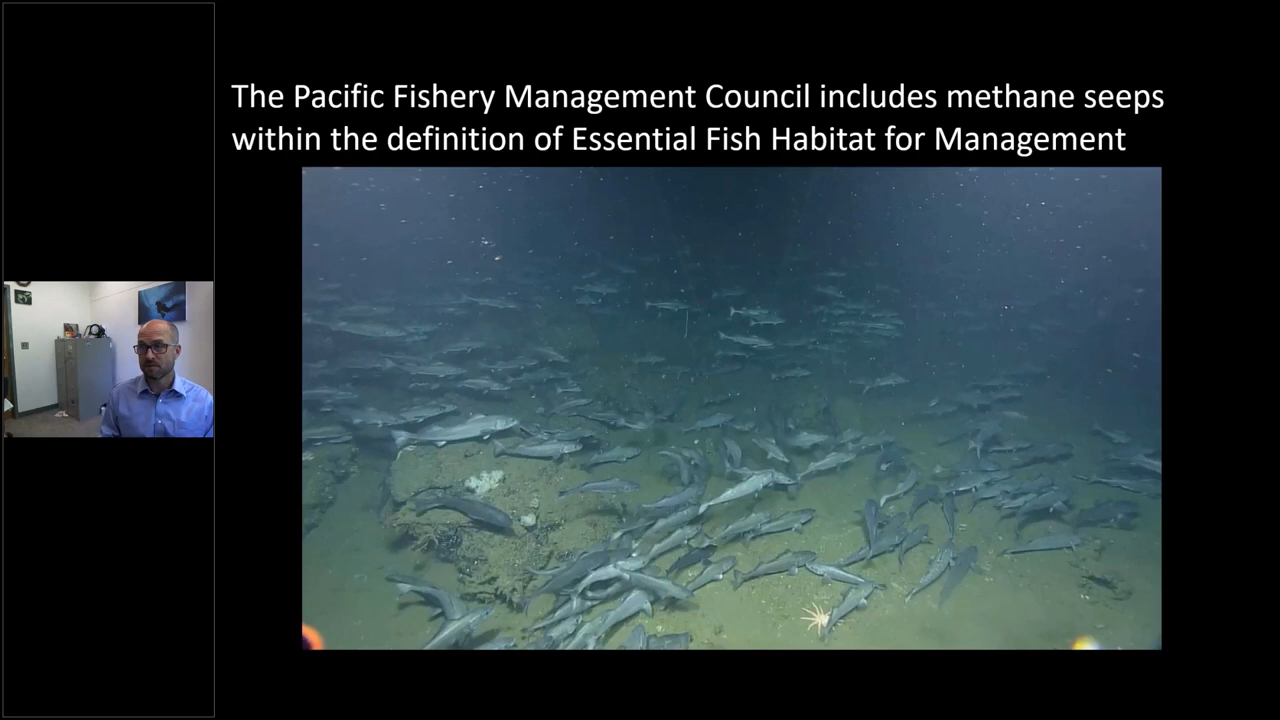 The Pacific Fishery Management Council includes methane seeps
within the definition of Essential Fish Habitat for Management